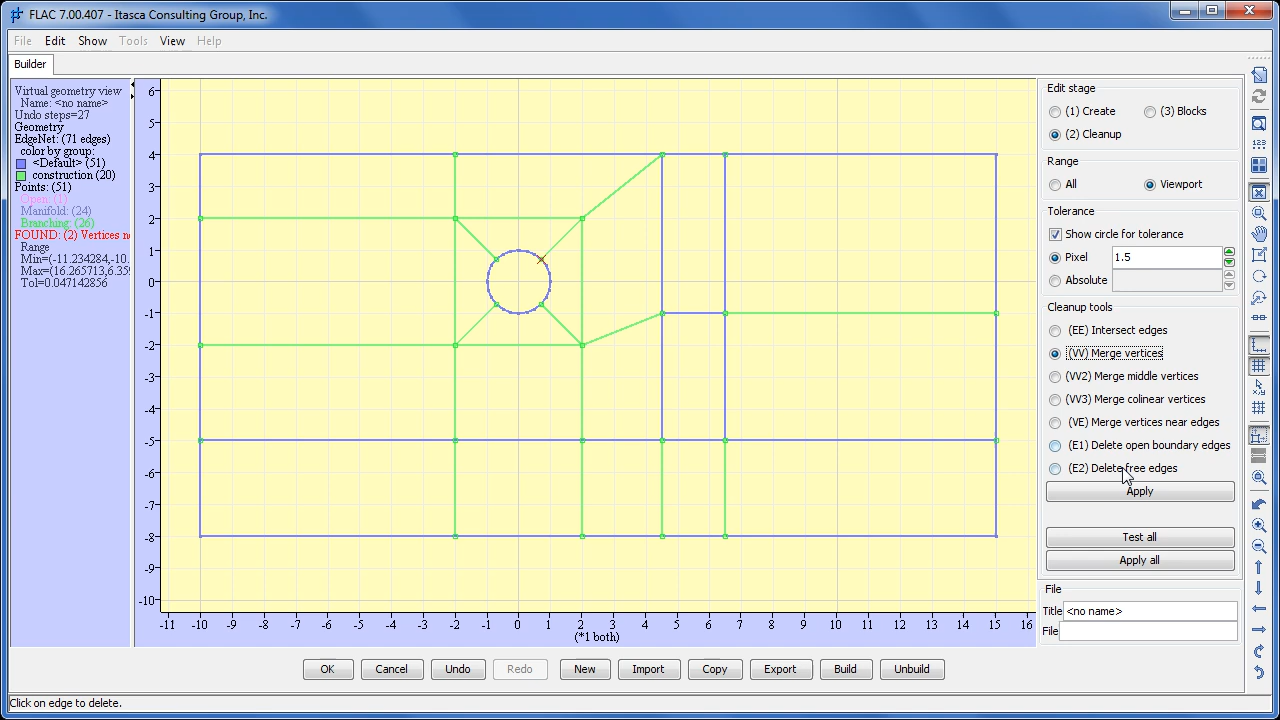 FLAC 7.00.407 - Itasca Consulting Group, Inc.
File Edit Show Tools View Help
Builder
Virtual geometry view
Name: <no name>
Undo steps=27
Geometry
EdgeNet: (71 edges)
color by group:
<Default> (51)
construction (20)
Points: (51)
Open: (1)
Manifold: (24)
Branching: (26)
FOUND: (2) Vertices
Range
Min=(-11.234484,-10.
Max=(16.265713,6.35
Tol=0.047142856
6
5
4
3
2
1
0
-1
-2
-3
-4
-5
-6
-7
-8
-9
-10
-11 -10 -9 -8 -7 -6 -5 -4 -3 -2 -1 0 1 2 3 4 5 6 7 8 9 10 11 12 13 14 15 16
(*1 both)
Edit stage
(1) Create (3) Blocks
(2) Cleanup
Range
All Viewport
Tolerance
Show circle for tolerance
Pixel 1.5
Absolute
Cleanup tools
(EE) Intersect edges
(VV) Merge vertices
(VV2) Merge middle vertices
(VV3) Merge colinear vertices
(VE) Merge vertices near edges
(E1) Delete open boundary edges
(E2) Delete free edges
Apply
Test all
Apply all
File
Title <no name>
File
123
OK Cancel Undo Redo New Import Copy Export Build Unbuild
Click on edge to delete.